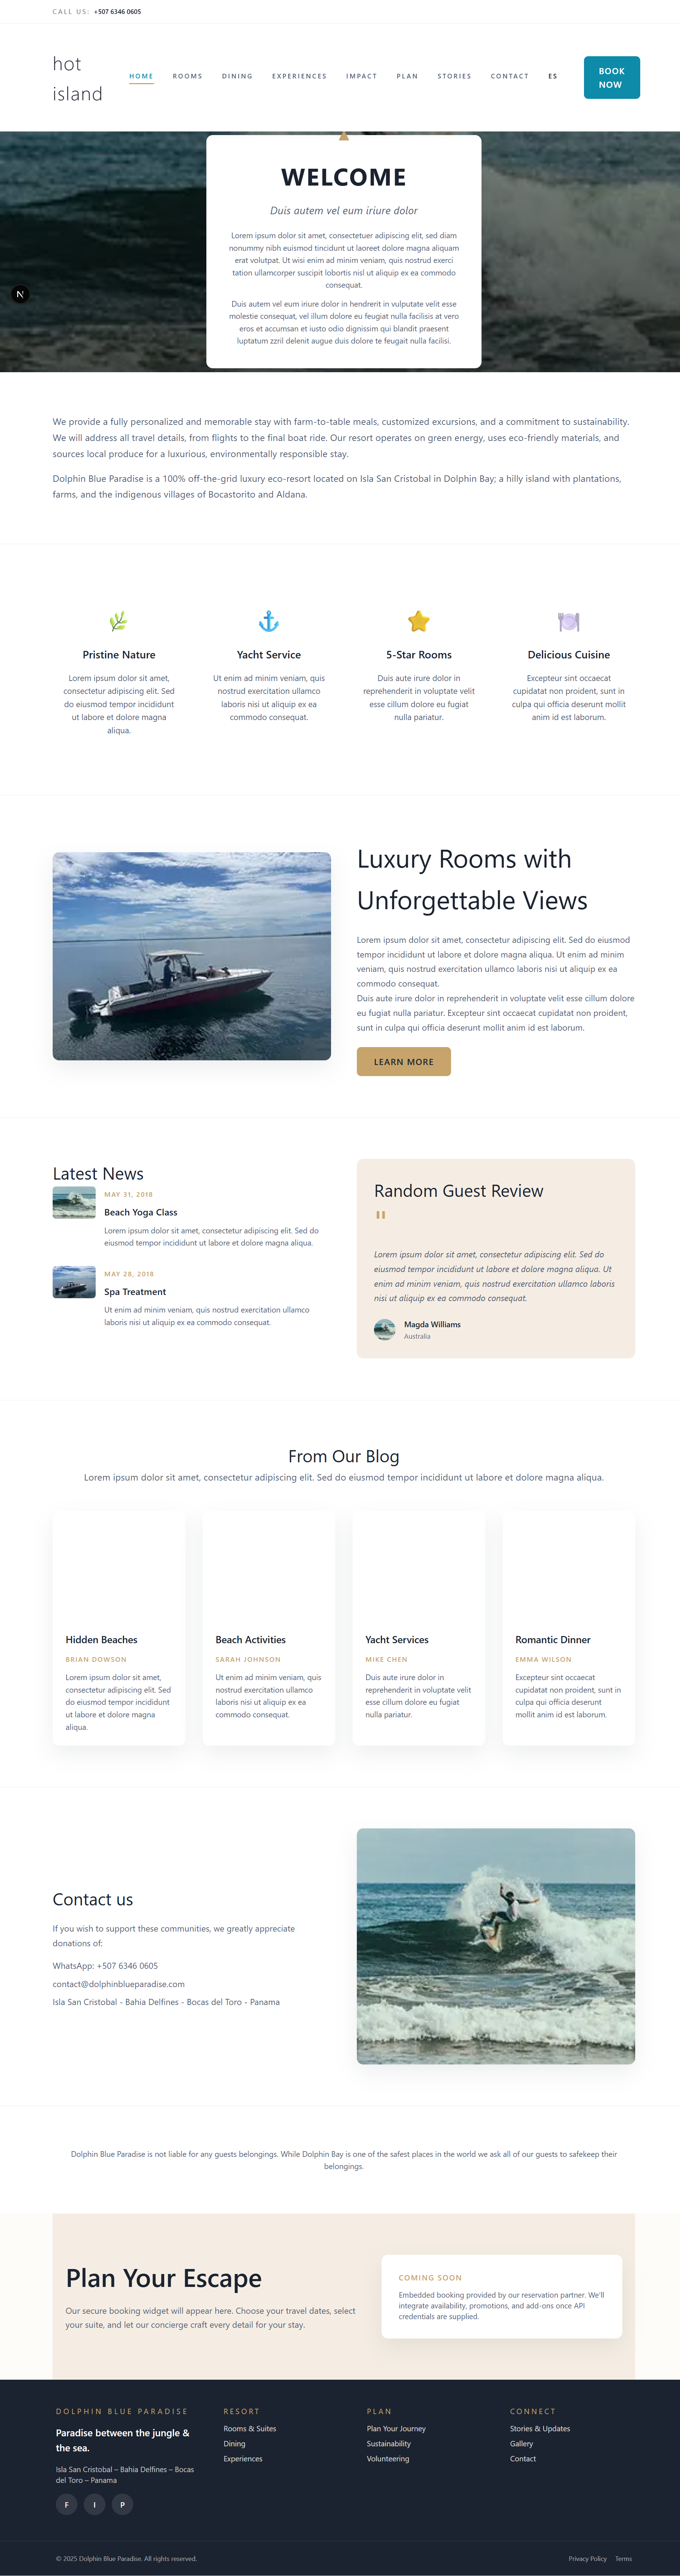 CALL US: +507 6346 0605
hot
island
HOME ROOMS DINING EXPERIENCES IMPACT PLAN STORIES CONTACT ES
BOOK
NOW
WELCOME
Duis autem vel eum iriure dolor
Lorem ipsum dolor sit amet, consectetuer adipiscing elit, sed diam
nonummy nibh euismod tincidunt ut laoreet dolore magna aliquam
erat volutpat. Ut wisi enim ad minim veniam, quis nostrud exerci
tation ullamcorper suscipit lobortis nisl ut aliquip ex ea commodo
consequat.
Duis autem vel eum iriure dolor in hendrerit in vulputate velit esse
molestie consequat, vel illum dolore eu feugiat nulla facilisis at vero
eros et accumsan et iusto odio dignissim qui blandit praesent
luptatum zzril delenit augue duis dolore te feugait nulla facilisi.
N
We provide a fully personalized and memorable stay with farm-to-table meals, customized excursions, and a commitment to sustainability.
We will address all travel details, from flights to the final boat ride. Our resort operates on green energy, uses eco-friendly materials, and
sources local produce for a luxurious, environmentally responsible stay.
Dolphin Blue Paradise is a 100% off-the-grid luxury eco-resort located on Isla San Cristobal in Dolphin Bay; a hilly island with plantations,
farms, and the indigenous villages of Bocastorito and Aldana.
Pristine Nature
Lorem ipsum dolor sit amet,
consectetur adipiscing elit. Sed
do eiusmod tempor incididunt
ut labore et dolore magna
aliqua.
Yacht Service
Ut enim ad minim veniam, quis
nostrud exercitation ullamco
laboris nisi ut aliquip ex ea
commodo consequat.
5-Star Rooms
Duis aute irure dolor in
reprehenderit in voluptate velit
esse cillum dolore eu fugiat
nulla pariatur.
Delicious Cuisine
Excepteur sint occaecat
cupidatat non proident, sunt in
culpa qui officia deserunt mollit
anim id est laborum.
Luxury Rooms with
Unforgettable Views
Lorem ipsum dolor sit amet, consectetur adipiscing elit. Sed do eiusmod
tempor incididunt ut labore et dolore magna aliqua. Ut enim ad minim
veniam, quis nostrud exercitation ullamco laboris nisi ut aliquip ex ea
commodo consequat.
Duis aute irure dolor in reprehenderit in voluptate velit esse cillum dolore
eu fugiat nulla pariatur. Excepteur sint occaecat cupidatat non proident,
sunt in culpa qui officia deserunt mollit anim id est laborum.
LEARN MORE
Latest News
MAY 31, 2018
Beach Yoga Class
Lorem ipsum dolor sit amet, consectetur adipiscing elit. Sed do
eiusmod tempor incididunt ut labore et dolore magna aliqua.
MAY 28, 2018
Spa Treatment
Ut enim ad minim veniam, quis nostrud exercitation ullamco
laboris nisi ut aliquip ex ea commodo consequat.
Random Guest Review
"
Lorem ipsum dolor sit amet, consectetur adipiscing elit. Sed do
eiusmod tempor incididunt ut labore et dolore magna aliqua. Ut
enim ad minim veniam, quis nostrud exercitation ullamco laboris
nisi ut aliquip ex ea commodo consequat.
Magda Williams
Australia
From Our Blog
Lorem ipsum dolor sit amet, consectetur adipiscing elit. Sed do eiusmod tempor incididunt ut labore et dolore magna aliqua.
Hidden Beaches
BRIAN DOWSON
Lorem ipsum dolor sit amet,
consectetur adipiscing elit. Sed
do eiusmod tempor incididunt
ut labore et dolore magna
aliqua.
Beach Activities
SARAH JOHNSON
Ut enim ad minim veniam, quis
nostrud exercitation ullamco
laboris nisi ut aliquip ex ea
commodo consequat.
Yacht Services
MIKE CHEN
Duis aute irure dolor in
reprehenderit in voluptate velit
esse cillum dolore eu fugiat
nulla pariatur.
Romantic Dinner
EMMA WILSON
Excepteur sint occaecat
cupidatat non proident, sunt in
culpa qui officia deserunt
mollit anim id est laborum.
Contact us
If you wish to support these communities, we greatly appreciate
donations of:
WhatsApp: +507 6346 0605
contact@dolphinblueparadise.com
Isla San Cristobal - Bahia Delfines - Bocas del Toro - Panama
Dolphin Blue Paradise is not liable for any guests belongings. While Dolphin Bay is one of the safest places in the world we ask all of our guests to safekeep their
belongings.
Plan Your Escape
Our secure booking widget will appear here. Choose your travel dates, select
your suite, and let our concierge craft every detail for your stay.
COMING SOON
Embedded booking provided by our reservation partner. We'll
integrate availability, promotions, and add-ons once API
credentials are supplied.
DOLPHIN BLUE PARADISE
Paradise between the jungle &
the sea.
Isla San Cristobal – Bahia Delfines – Bocas
del Toro – Panama
F I P
RESORT
Rooms & Suites
Dining
Experiences
PLAN
Plan Your Journey
Sustainability
Volunteering
CONNECT
Stories & Updates
Gallery
Contact
© 2025 Dolphin Blue Paradise. All rights reserved.
Privacy Policy Terms